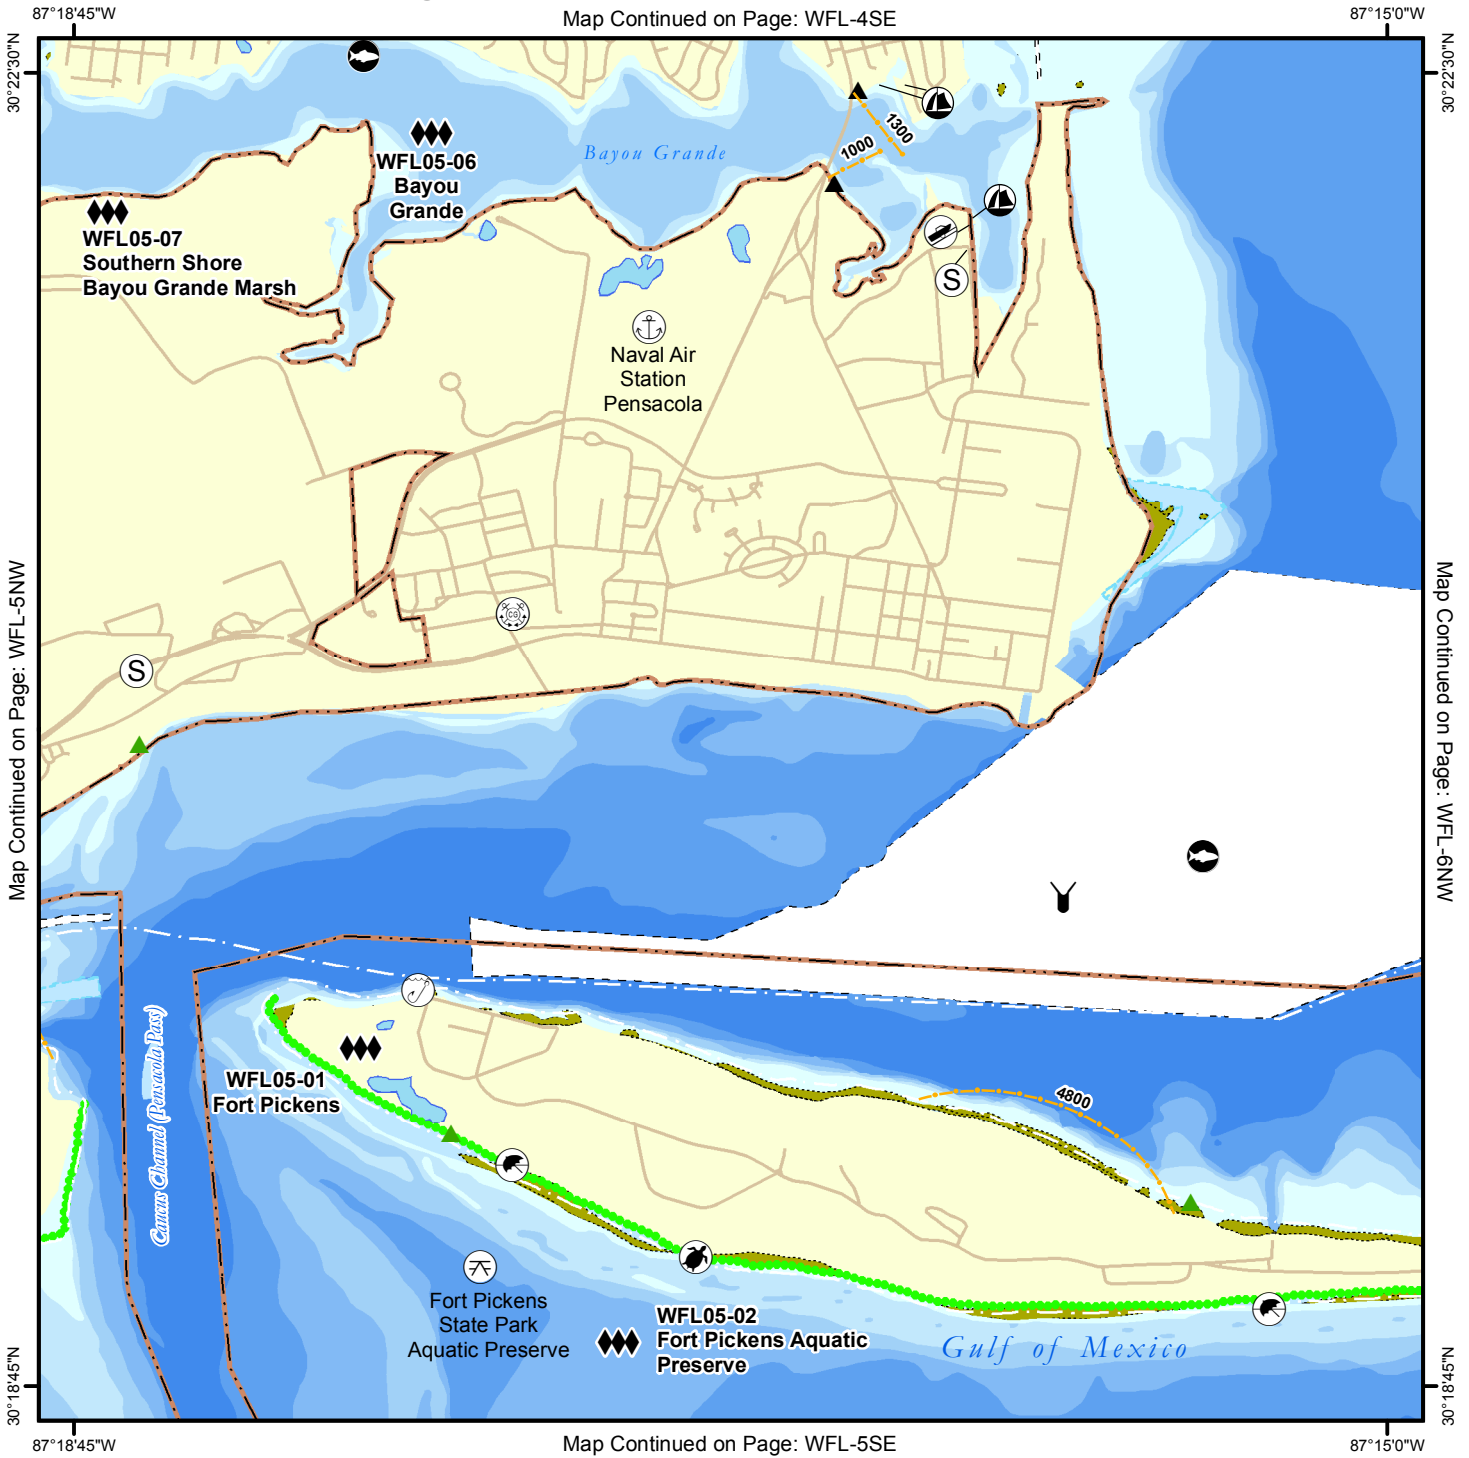 87°18'45"W
Map Continued on Page: WFL-4SE
87°15'0"W
30°22'30"N
30°22'30"N
1300
1000
Bayou Grande
WFL05-06
Bayou
Grande
WFL05-07
Southern Shore
Bayou Grande Marsh
S
Naval Air
Station
Pensacola
Map Continued on Page: WFL-5NW
Map Continued on Page: WFL-6NW
CG
S
Caucus Channel (Pensacola Pass)
WFL05-01
Fort Pickens
4800
Fort Pickens
State Park
Aquatic Preserve
WFL05-02
Fort Pickens Aquatic
Preserve
Gulf of Mexico
30°18'45"N
30°18'45"N
87°18'45"W
Map Continued on Page: WFL-5SE
87°15'0"W